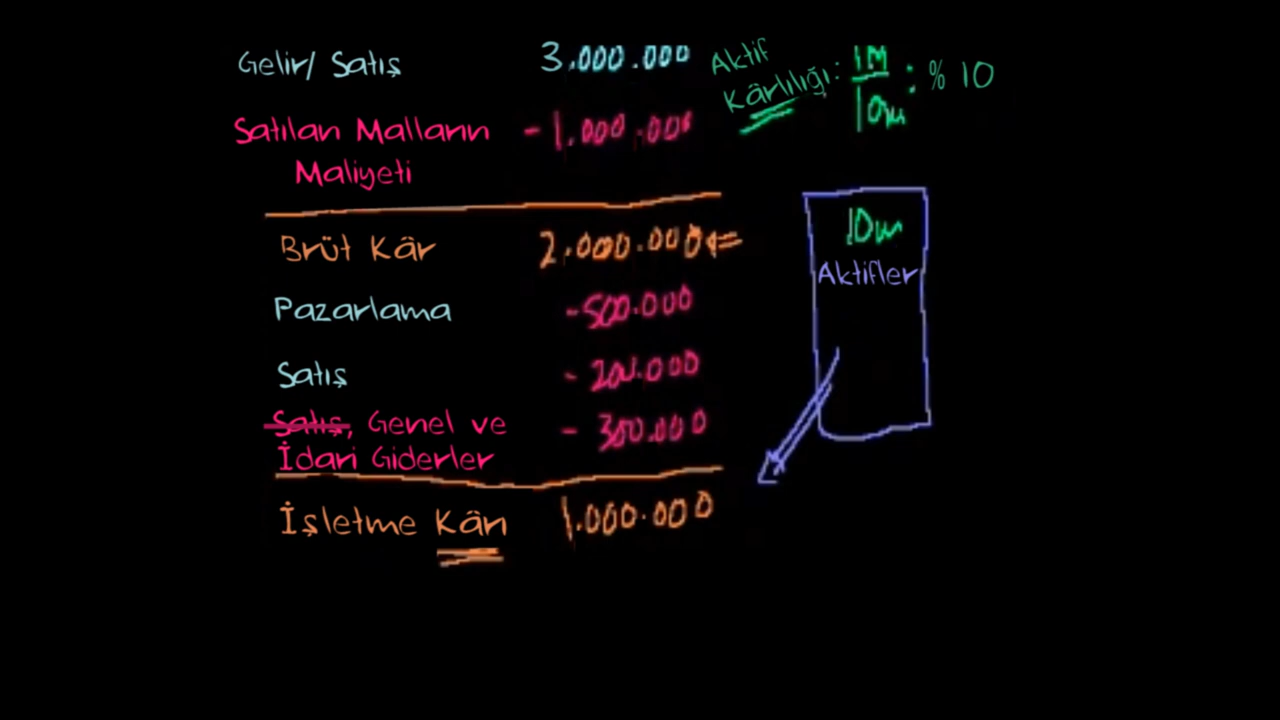 Gelir/ Satış 3.000.000
Aktif
Kârlılığı: 1M/10m : % 10
Satılan Malların - 1.000.000
Maliyeti
Brüt Kâr 2.000.000
10m
Aktifler
Pazarlama -500.000
Satış - 200.000
Satış, Genel ve - 300.000
İdari Giderler
İşletme Kârı 1.000.000